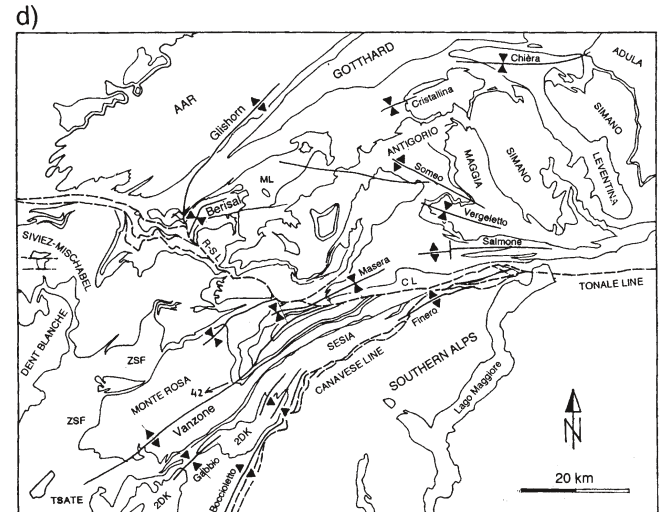 d)
GOTTHARD
Chièra
ADULA
AAR
Glishorn
Cristallina
SIMANO
ANTIGORIO
MAGGIA
SIMANO
LEVENTINA
ML
Someo
Berisal
Vergeletto
SIVIEZ-MISCHABEL
R-S-L
Salmone
Masera
CL
TONALE LINE
DENT BLANCHE
Finero
SESIA
ZSF
CANAVESE LINE
SOUTHERN ALPS
MONTE ROSA
42
Lago Maggiore
ZSF
Vanzone
2
2DK
N
Gabbio
Boccioletto
20 km
TSATE
2DK